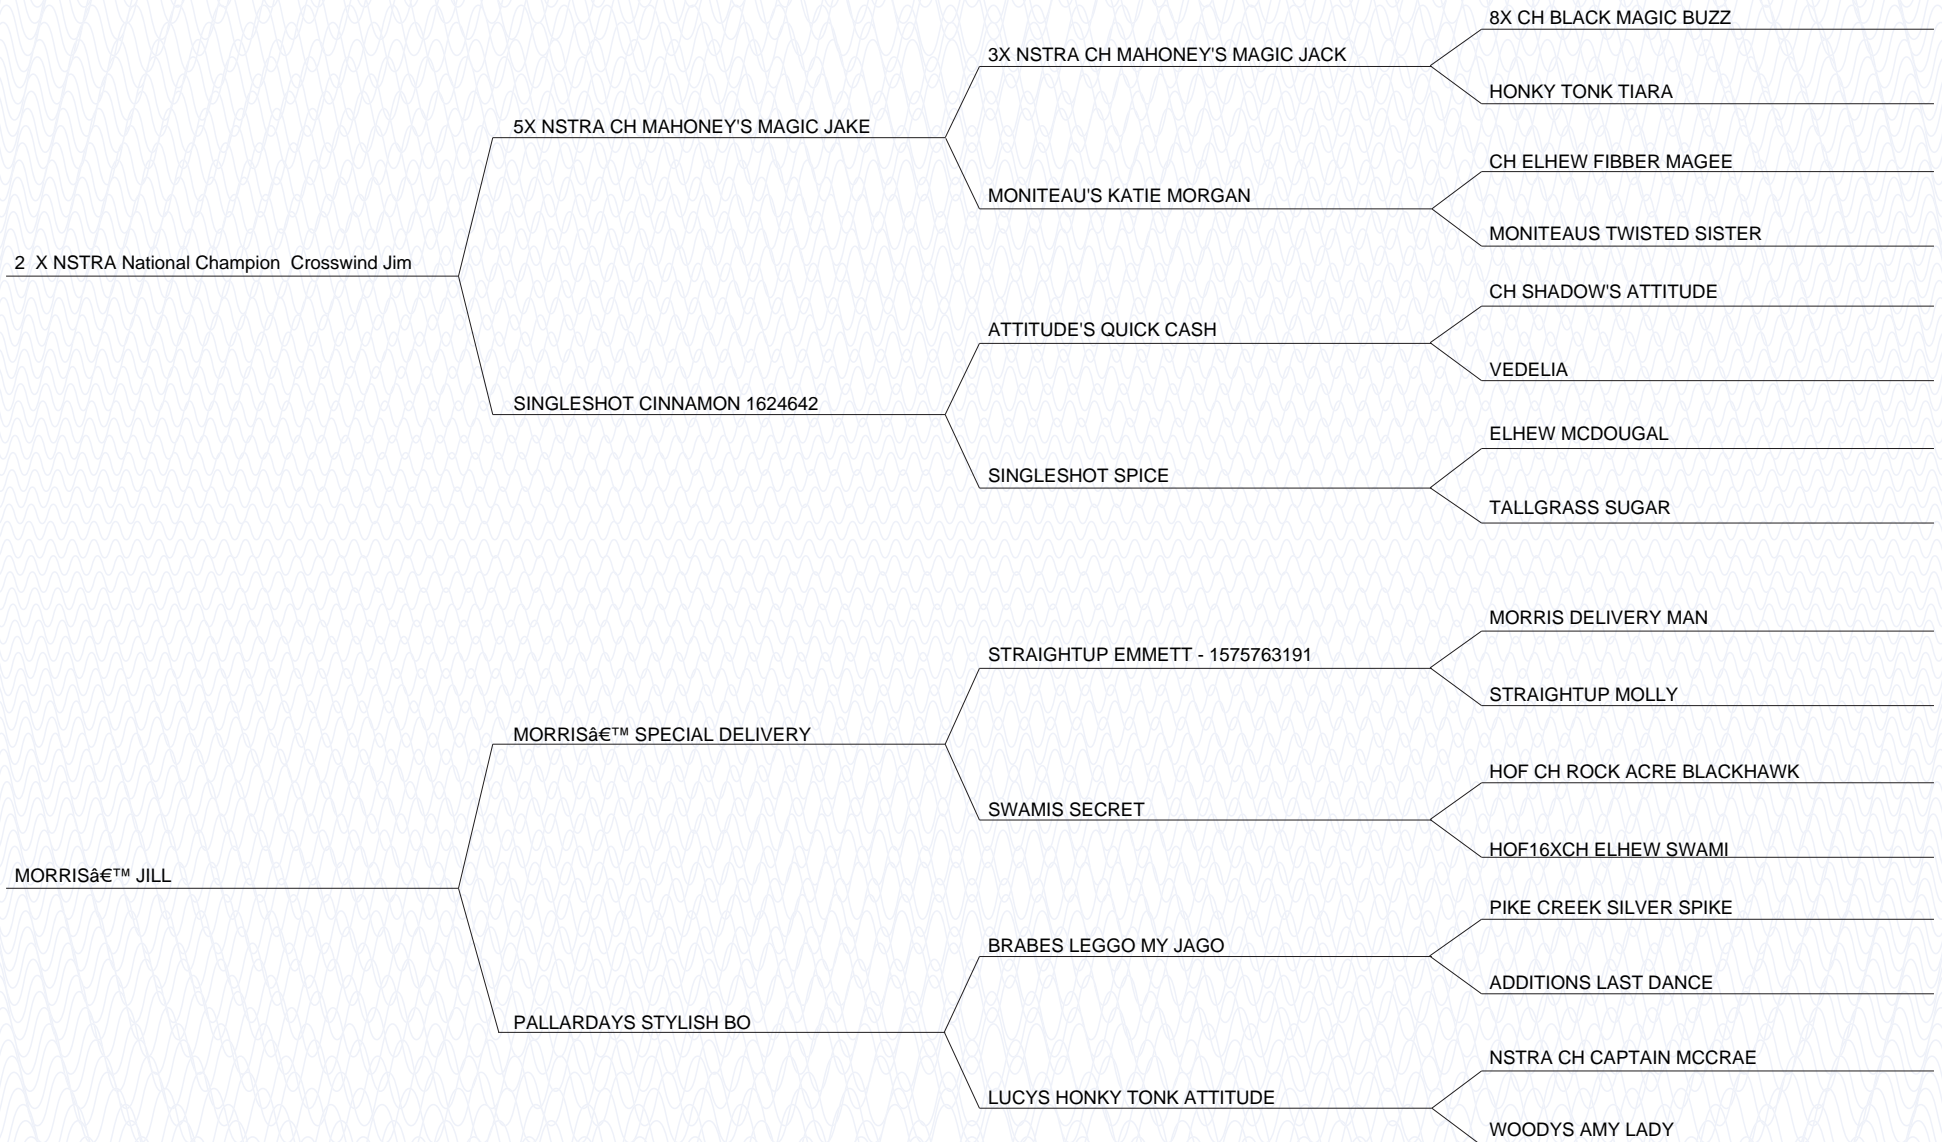 8X CH BLACK MAGIC BUZZ
3X NSTRA CH MAHONEY'S MAGIC JACK
HONKY TONK TIARA
5X NSTRA CH MAHONEY'S MAGIC JAKE
CH ELHEW FIBBER MAGEE
MONITEAU'S KATIE MORGAN
MONITEAUS TWISTED SISTER
2  X NSTRA National Champion  Crosswind Jim
CH SHADOW'S ATTITUDE
ATTITUDE'S QUICK CASH
VEDELIA
SINGLESHOT CINNAMON 1624642
ELHEW MCDOUGAL
SINGLESHOT SPICE
TALLGRASS SUGAR
MORRIS DELIVERY MAN
STRAIGHTUP EMMETT - 1575763191
STRAIGHTUP MOLLY
MORRISâ€™ SPECIAL DELIVERY
HOF CH ROCK ACRE BLACKHAWK
SWAMIS SECRET
HOF16XCH ELHEW SWAMI
MORRISâ€™ JILL
PIKE CREEK SILVER SPIKE
BRABES LEGGO MY JAGO
ADDITIONS LAST DANCE
PALLARDAYS STYLISH BO
NSTRA CH CAPTAIN MCCRAE
LUCYS HONKY TONK ATTITUDE
WOODYS AMY LADY